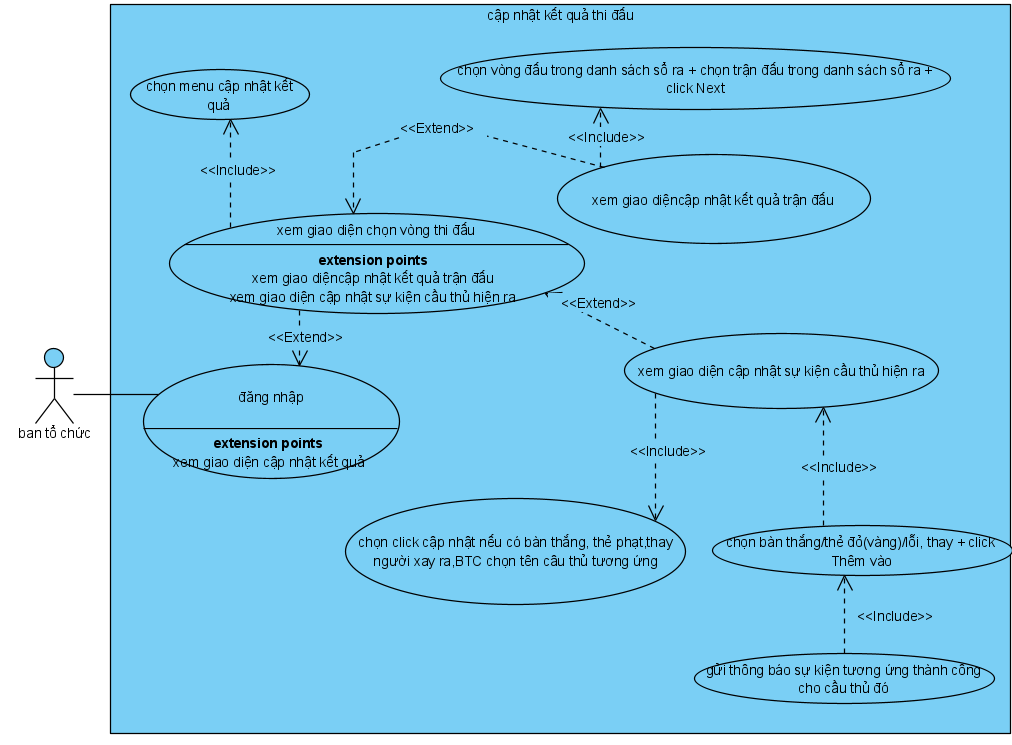 cập nhật kết quả thi đấu
chọn menu cập nhật kết
quả
chọn vòng đấu trong danh sách sổ ra + chọn trận đấu trong danh sách sổ ra +
click Next
<<Extend>>
<<Include>>
<<Include>>
xem giao diệncập nhật kết quả trận đấu
xem giao diện chọn vòng thi đấu
extension points
xem giao diệncập nhật kết quả trận đấu
xem giao diện cập nhật sự kiện cầu thủ hiện ra
<<Extend>>
<<Extend>>
xem giao diện cập nhật sự kiện cầu thủ hiện ra
đăng nhập
extension points
xem giao diện cập nhật kết quả
ban tổ chức
<<Include>>
<<Include>>
chọn click cập nhật nếu có bàn thắng, thẻ phạt,thay
người xay ra,BTC chọn tên câu thủ tương ứng
chọn bàn thắng/thẻ đỏ(vàng)/lỗi, thay + click
Thêm vào
<<Include>>
gửi thông báo sự kiện tương ứng thành công
cho cầu thủ đó